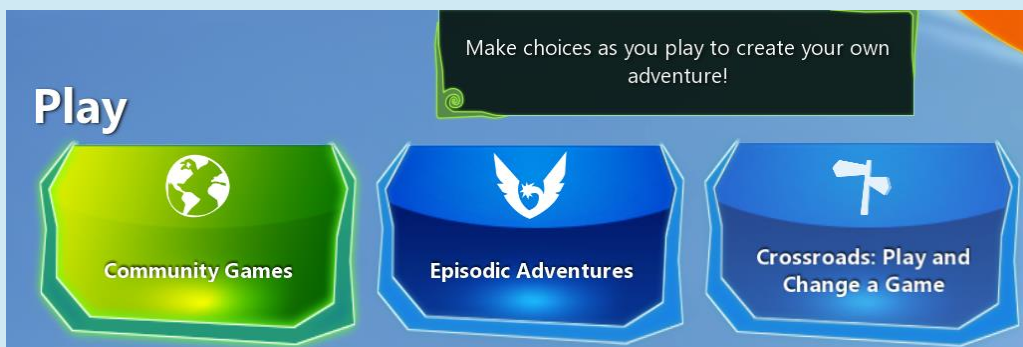 Make choices as you play to create your own
adventure!
Play
Community Games
Episodic Adventures
Crossroads: Play and
Change a Game